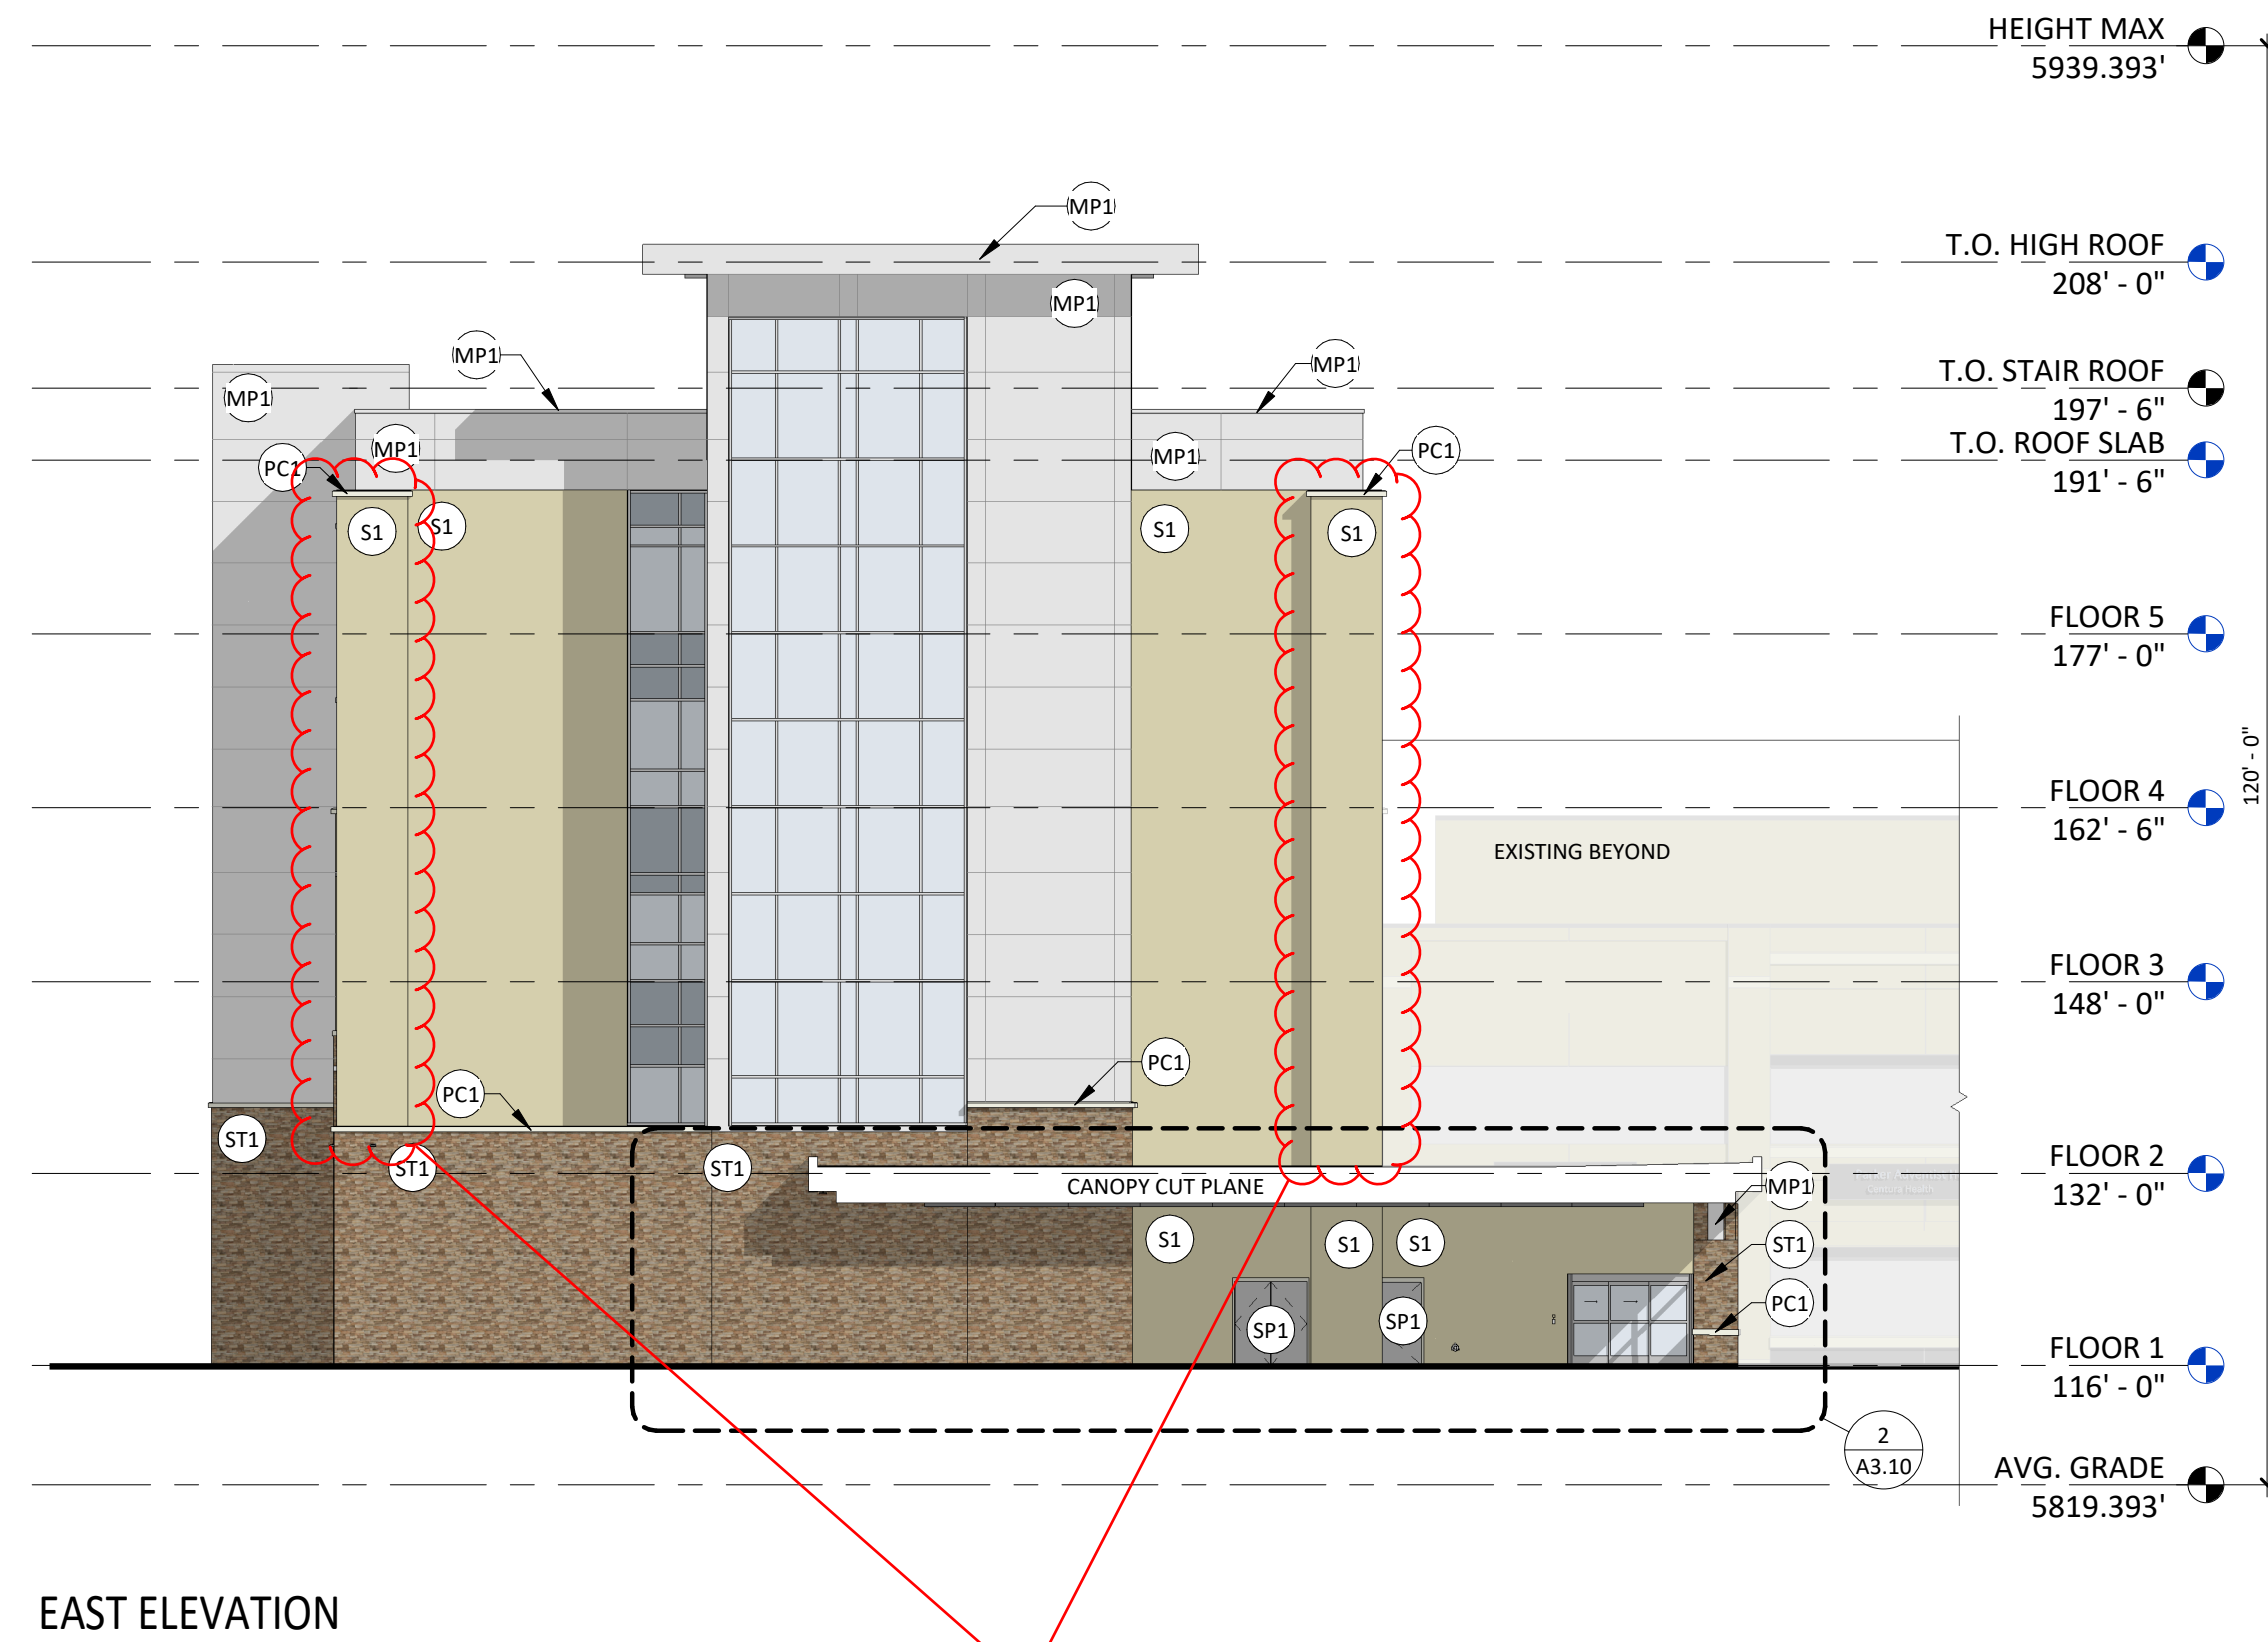 HEIGHT MAX
5939.393'
MP1
T.O. HIGH ROOF
208' - 0"
MP1
MP1
MP1
T.O. STAIR ROOF
197' - 6"
MP1
MP1
MP1
PC1
PC1
T.O. ROOF SLAB
191' - 6"
S1
S1
S1
S1
FLOOR 5
177' - 0"
120' - 0"
FLOOR 4
162' - 6"
EXISTING BEYOND
FLOOR 3
148' - 0"
PC1
PC1
ST1
ST1
ST1
FLOOR 2
132' - 0"
CANOPY CUT PLANE
MP1
Centura Health
S1
S1
S1
ST1
PC1
SP1
SP1
FLOOR 1
116' - 0"
2
A3.10
AVG. GRADE
5819.393'
EAST ELEVATION